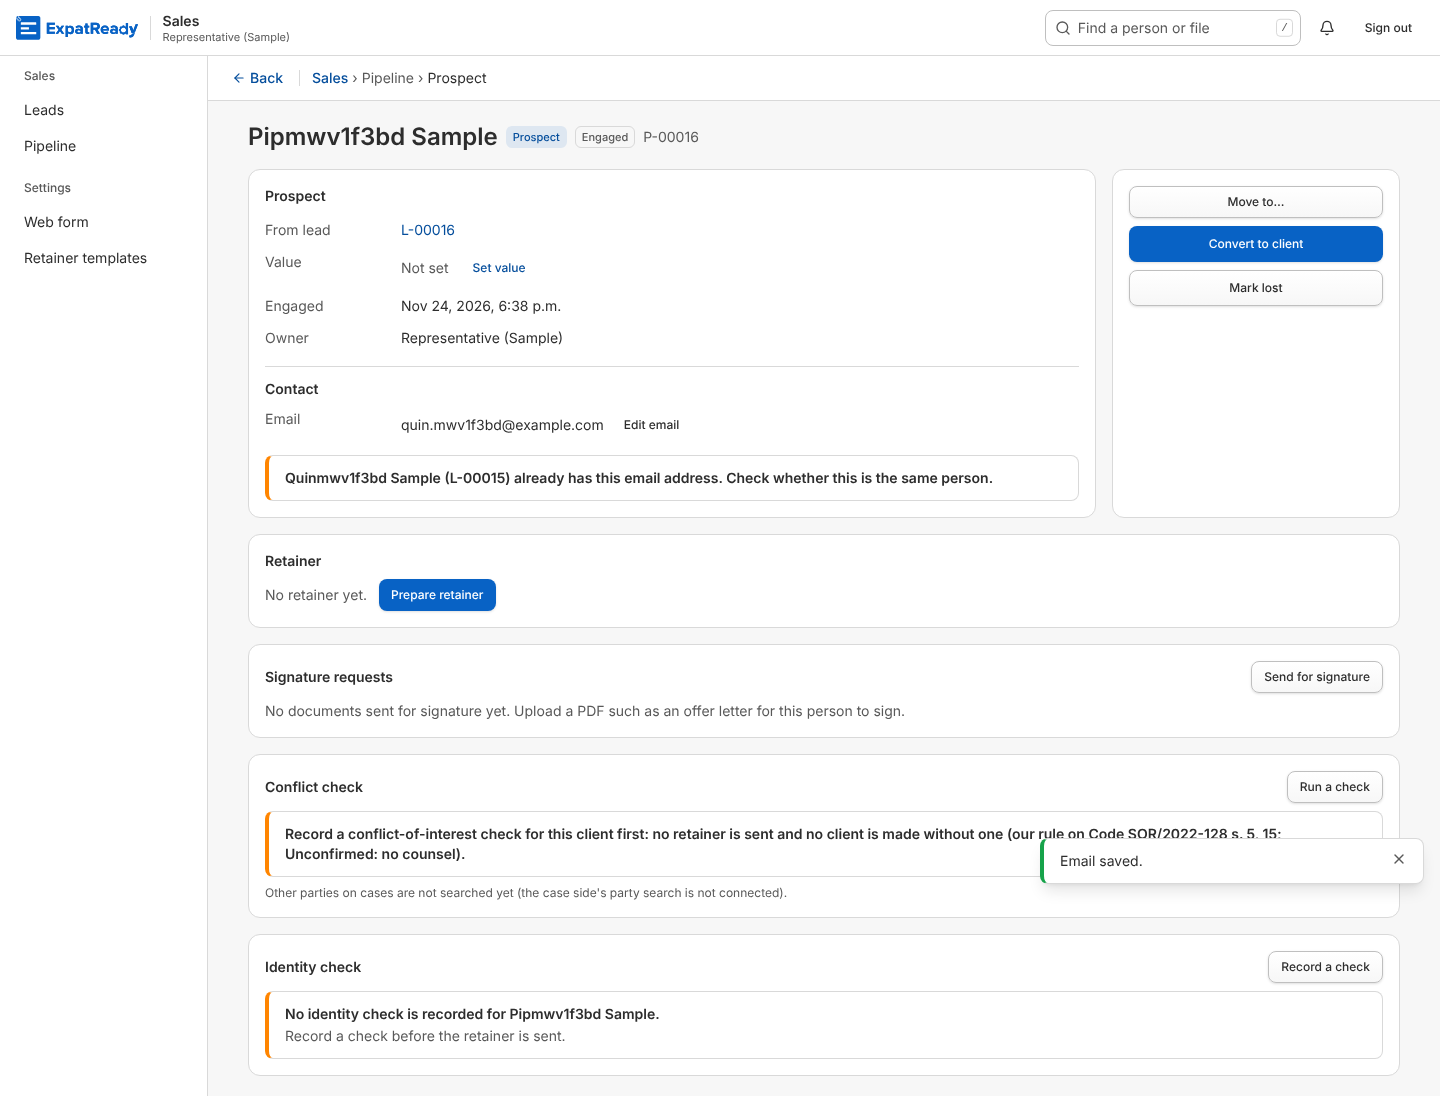 ExpatReady
Sales
Representative (Sample)
Find a person or file
/
Sign out
Sales
Leads
Pipeline
Settings
Web form
Retainer templates
← Back
Sales › Pipeline › Prospect
Pipmwv1f3bd Sample Prospect Engaged P-00016
Prospect
From lead L-00016
Value Not set Set value
Engaged Nov 24, 2026, 6:38 p.m.
Owner Representative (Sample)
Contact
Email quin.mwv1f3bd@example.com Edit email
Quinmwv1f3bd Sample (L-00015) already has this email address. Check whether this is the same person.
Move to...
Convert to client
Mark lost
Retainer
No retainer yet. Prepare retainer
Signature requests
Send for signature
No documents sent for signature yet. Upload a PDF such as an offer letter for this person to sign.
Conflict check
Run a check
Record a conflict-of-interest check for this client first: no retainer is sent and no client is made without one (our rule on Code SOR/2022-128 s. 5, 15;
Unconfirmed: no counsel).
Email saved.
Other parties on cases are not searched yet (the case side's party search is not connected).
Identity check
Record a check
No identity check is recorded for Pipmwv1f3bd Sample.
Record a check before the retainer is sent.